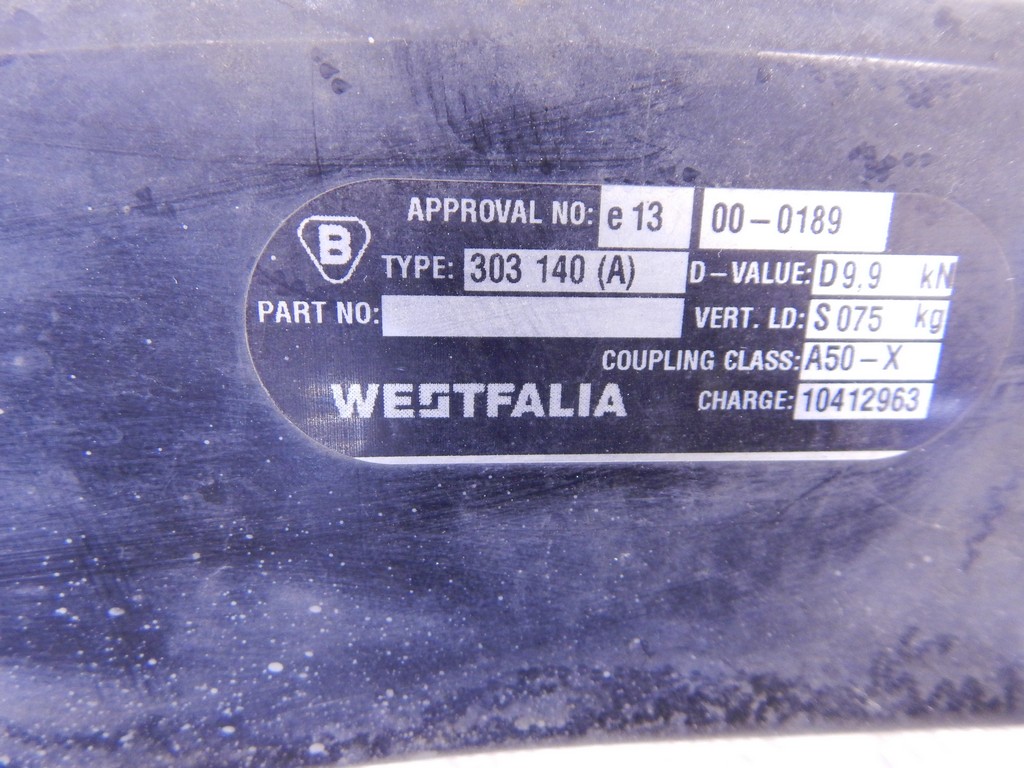 B
APPROVAL NO: e 13 00-0189
TYPE: 303 140 (A) D-VALUE: D 9,9 kN
PART NO: VERT. LD: S 075 kg
COUPLING CLASS: A50-X
WESTFALIA CHARGE: 10412963